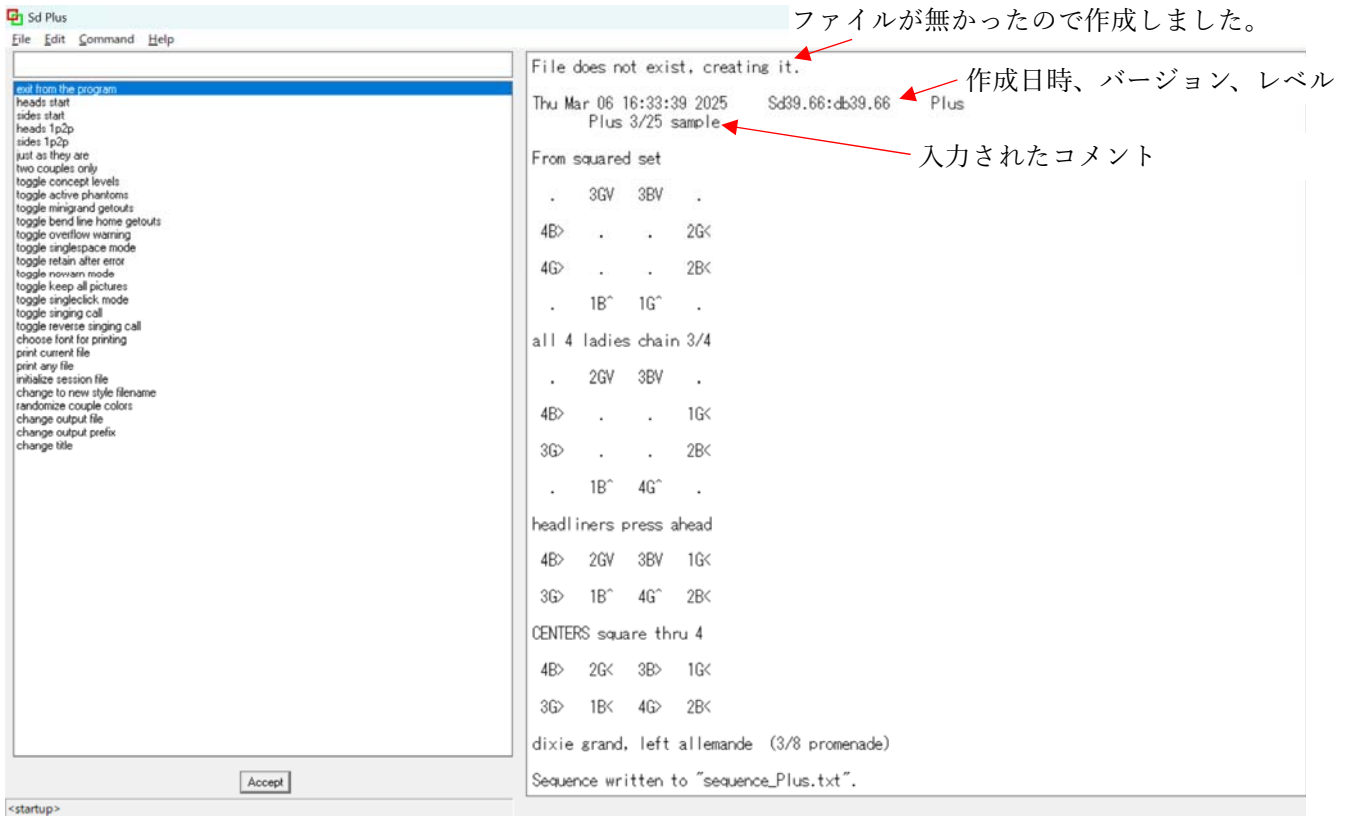 Sd Plus
File Edit Command Help
exit from the program
heads start
sides start
heads 1p2p
sides 1p2p
just as they are
two couples only
toggle concept levels
toggle active phantoms
toggle minigrand getouts
toggle bend line home getouts
toggle overflow warning
toggle singlespace mode
toggle retain after error
toggle nowarn mode
toggle keep all pictures
toggle singleclick mode
toggle singing call
toggle reverse singing call
choose font for printing
print current file
print any file
initialize session file
change to new style filename
randomize couple colors
change output file
change output prefix
change title
Accept
<startup>
ファイルが無かったので作成しました。
File does not exist, creating it.
作成日時、バージョン、レベル
Thu Mar 06 16:33:39 2025 Sd39.66:db39.66 Plus
Plus 3/25 sample
入力されたコメント
From squared set
. 3GV 3BV .
4B> . . 2G<
4G> . . 2B<
. 1B^ 1G^ .
all 4 ladies chain 3/4
. 2GV 3BV .
4B> . . 1G<
3G> . . 2B<
. 1B^ 4G^ .
headliners press ahead
4B> 2GV 3BV 1G<
3G> 1B^ 4G^ 2B<
CENTERS square thru 4
4B> 2G< 3B> 1G<
3G> 1B< 4G> 2B<
dixie grand, left allemande (3/8 promenade)
Sequence written to "sequence_Plus.txt".